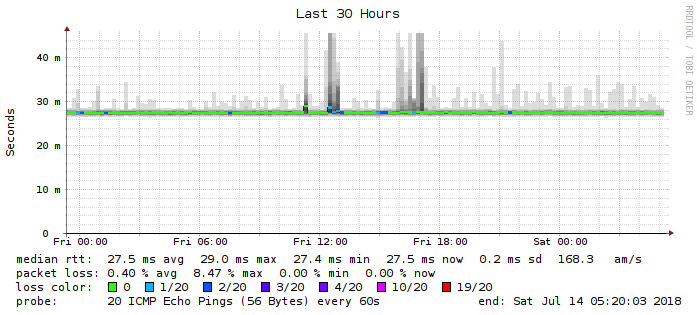 Last 30 Hours
RRDTOOL / TOBI OETIKER
Seconds
40 m
30 m
20 m
10 m
0
Fri 00:00 Fri 06:00 Fri 12:00 Fri 18:00 Sat 00:00
median rtt: 27.5 ms avg 29.0 ms max 27.4 ms min 27.5 ms now 0.2 ms sd 168.3 am/s
packet loss: 0.40 % avg 8.47 % max 0.00 % min 0.00 % now
loss color: 0 1/20 2/20 3/20 4/20 10/20 19/20
probe: 20 ICMP Echo Pings (56 Bytes) every 60s end: Sat Jul 14 05:20:03 2018